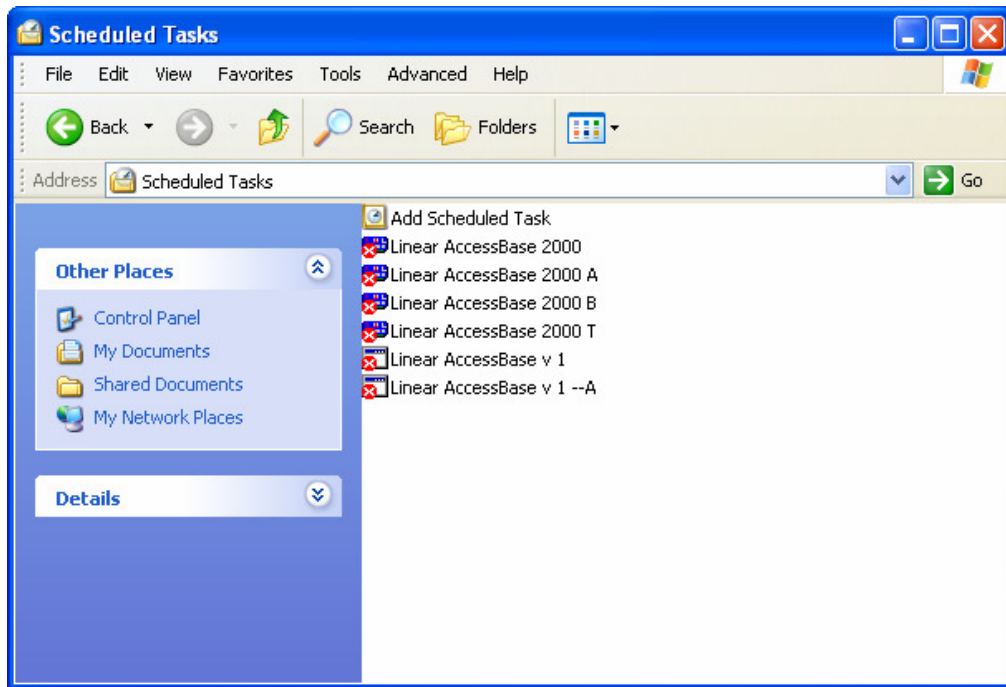 Scheduled Tasks
File Edit View Favorites Tools Advanced Help
Back Search Folders
Address Scheduled Tasks Go
Other Places
Control Panel
My Documents
Shared Documents
My Network Places
Details
Add Scheduled Task
Linear AccessBase 2000
Linear AccessBase 2000 A
Linear AccessBase 2000 B
Linear AccessBase 2000 T
Linear AccessBase v 1
Linear AccessBase v 1 --A